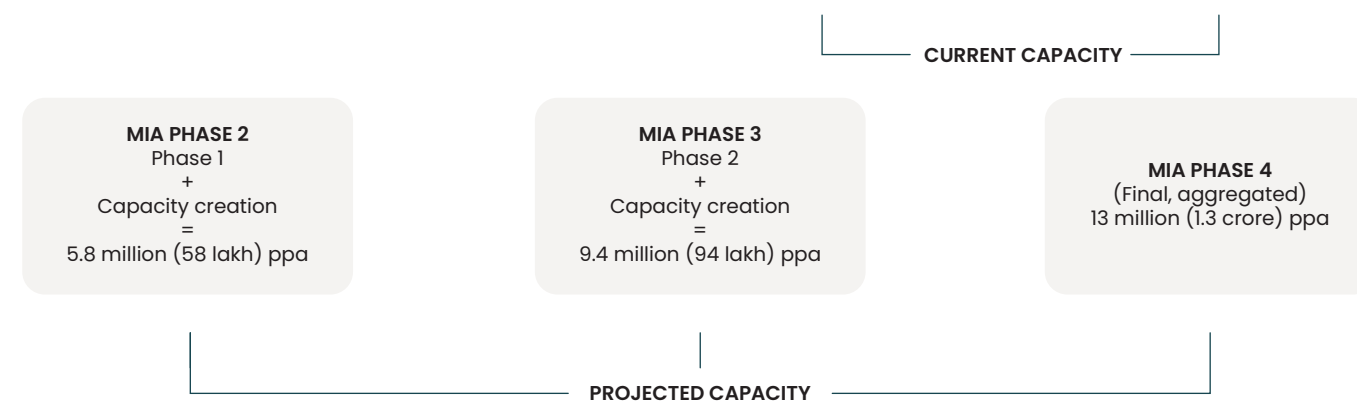 CURRENT CAPACITY
MIA PHASE 2
Phase 1
+
Capacity creation
=
5.8 million (58 lakh) ppa
MIA PHASE 3
Phase 2
+
Capacity creation
=
9.4 million (94 lakh) ppa
MIA PHASE 4
(Final, aggregated)
13 million (1.3 crore) ppa
PROJECTED CAPACITY